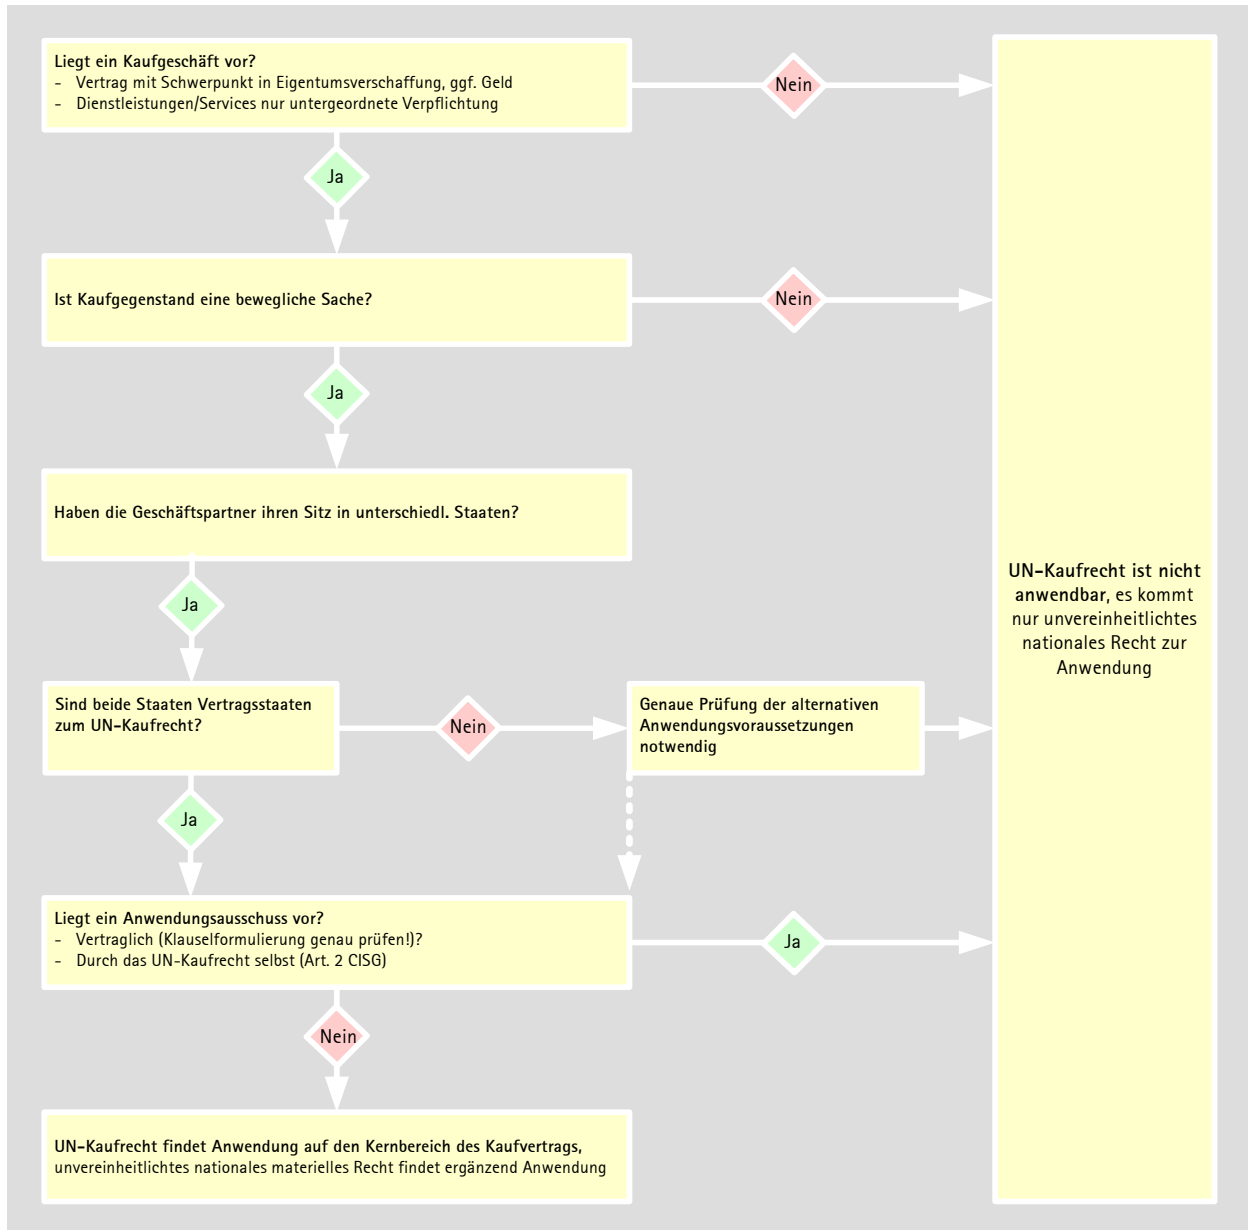 Liegt ein Kaufgeschäft vor?
- Vertrag mit Schwerpunkt in Eigentumsverschaffung, ggf. Geld
- Dienstleistungen/Services nur untergeordnete Verpflichtung
Nein
Ja
Ist Kaufgegenstand eine bewegliche Sache?
Nein
Ja
Haben die Geschäftspartner ihren Sitz in unterschiedl. Staaten?
Ja
Sind beide Staaten Vertragsstaaten
zum UN-Kaufrecht?
Nein
Genaue Prüfung der alternativen
Anwendungsvoraussetzungen
notwendig
Ja
Liegt ein Anwendungsausschuss vor?
- Vertraglich (Klauselformulierung genau prüfen!)?
- Durch das UN-Kaufrecht selbst (Art. 2 CISG)
Ja
Nein
UN-Kaufrecht findet Anwendung auf den Kernbereich des Kaufvertrags,
unvereinheitlichtes nationales materielles Recht findet ergänzend Anwendung
UN-Kaufrecht ist nicht
anwendbar, es kommt
nur unvereinheitlichtes
nationales Recht zur
Anwendung